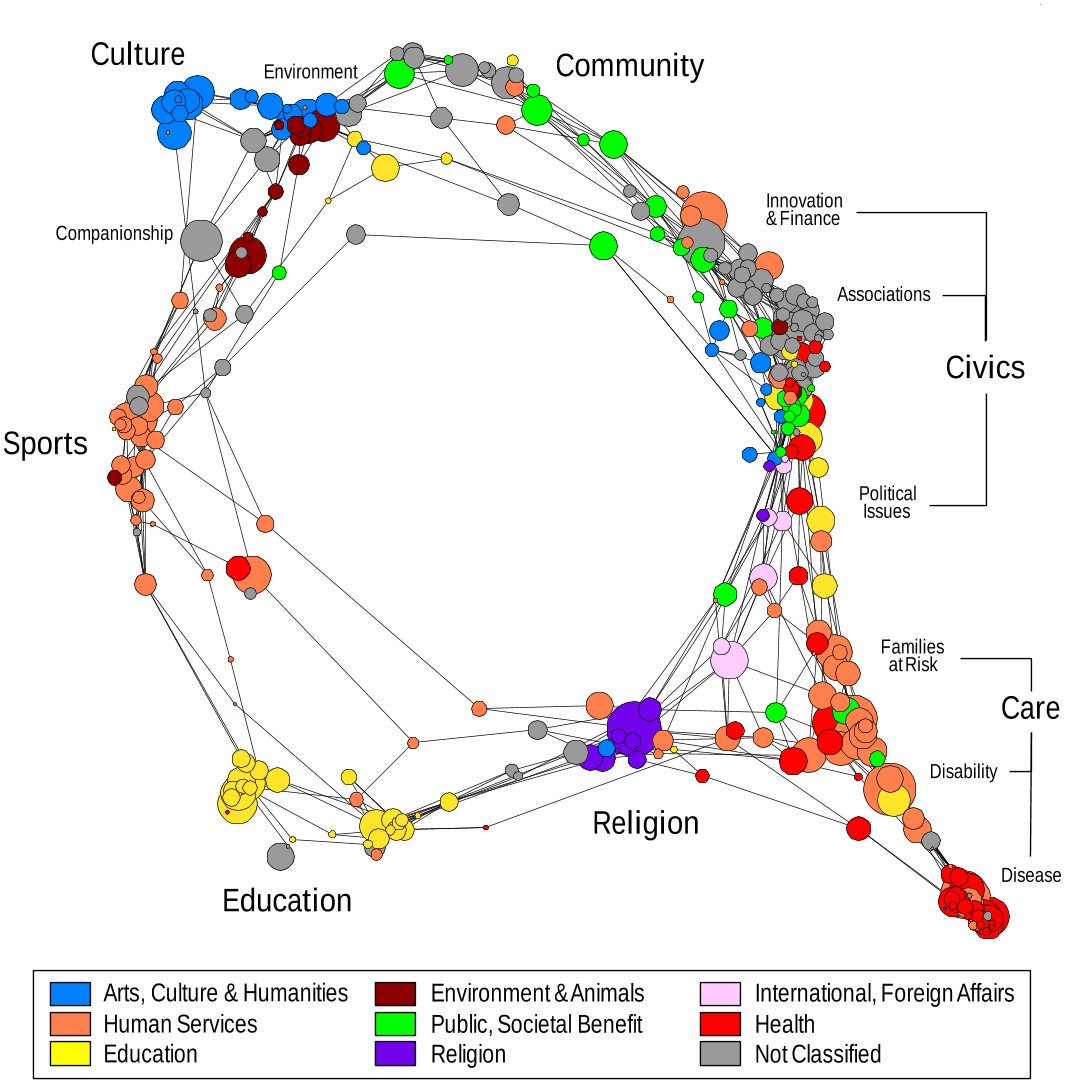 Culture
Environment
Community
Innovation
& Finance
Companionship
Associations
Civics
Sports
Political
Issues
Families
at Risk
Care
Disability
Religion
Disease
Education
Arts, Culture & Humanities
Environment & Animals
International, Foreign Affairs
Human Services
Public, Societal Benefit
Health
Education
Religion
Not Classified